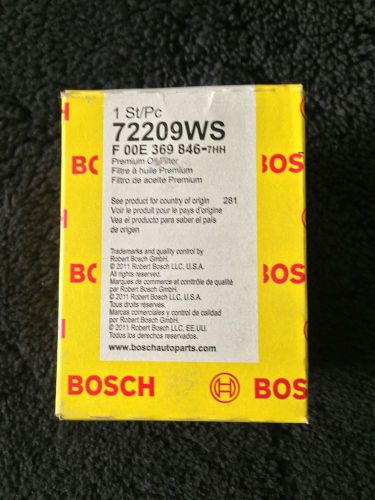 1 St/Pc
72209WS
F 00E 369 846-7HH
Premium Oil Filter
Filtre à huile Premium
Filtro de aceite Premium
See product for country of origin 281
Voir le produit pour le pays d'origine
Vea el producto para saber el país
de origen
Trademarks and quality control by
Robert Bosch GmbH.
© 2011 Robert Bosch LLC, U.S.A.
All rights reserved.
Marques de commerce et contrôle de qualité
par Robert Bosch GmbH.
© 2011 Robert Bosch LLC, U.S.A.
Tous droits réservés.
Marcas comerciales y control de calidad
por Robert Bosch GmbH.
© 2011 Robert Bosch LLC, EE.UU.
Todos los derechos reservados.
www.boschautoparts.com
BOSCH
BOSCH